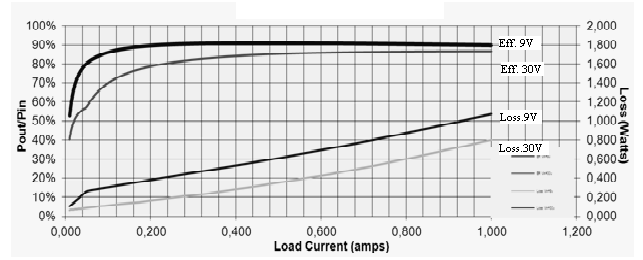 100% 2,000
90% Eff. 9V 1,800
80% Eff. 30V 1,600
70% 1,400
60% 1,200
50% Loss.9V 1,000
40% 0,800
30% Loss.30V 0,600
20% 0,400
10% 0,200
0% 0,000
Pout/Pin
Loss (Watts)
0,000 0,200 0,400 0,600 0,800 1,000 1,200
Load Current (amps)